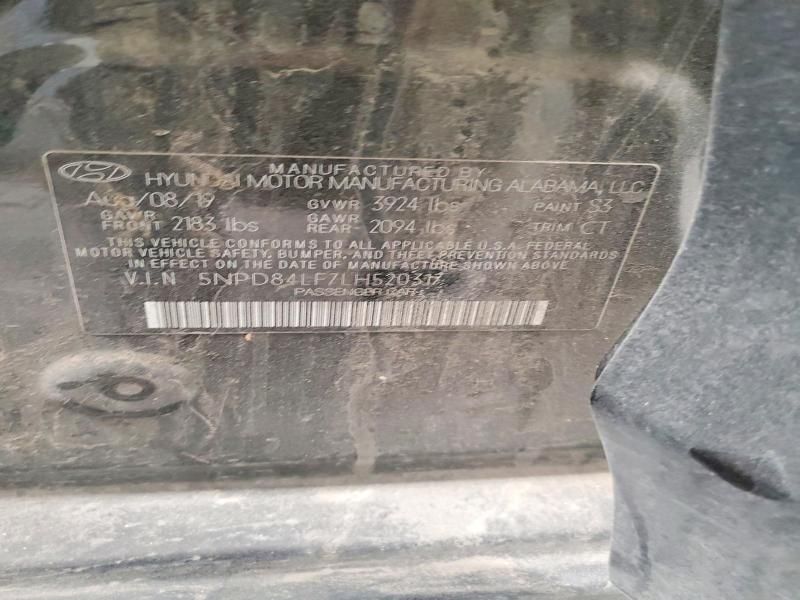 MANUFACTURED BY
HYUNDAI MOTOR MANUFACTURING ALABAMA, LLC
Aug/08/19 GVWR 3924 lbs PAINT S3
GAWR FRONT 2183 lbs GAWR REAR 2094 lbs TRIM CT
THIS VEHICLE CONFORMS TO ALL APPLICABLE U.S.A. FEDERAL
MOTOR VEHICLE SAFETY, BUMPER, AND THEFT PREVENTION STANDARDS
IN EFFECT ON THE DATE OF MANUFACTURE SHOWN ABOVE.
V.I.N 5NPD84LF7LH520317
PASSENGER CAR